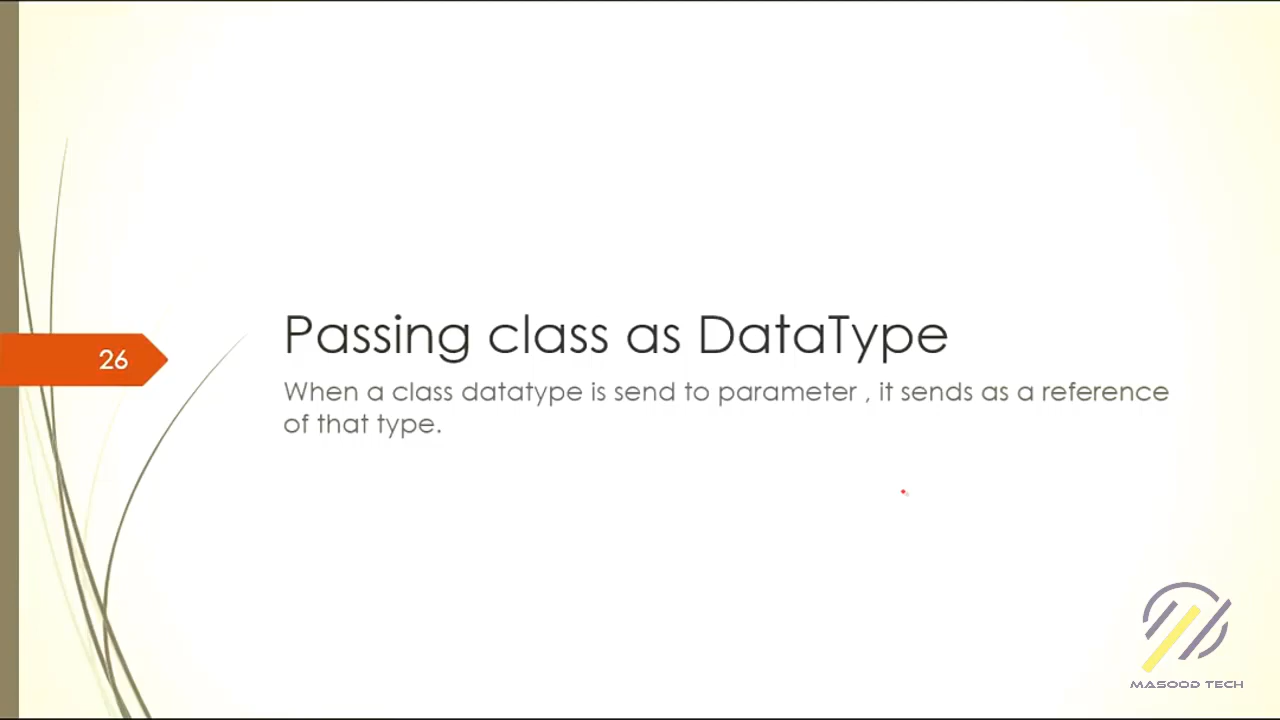 Passing class as DataType
26
When a class datatype is send to parameter , it sends as a reference
of that type.
MASOOD TECH